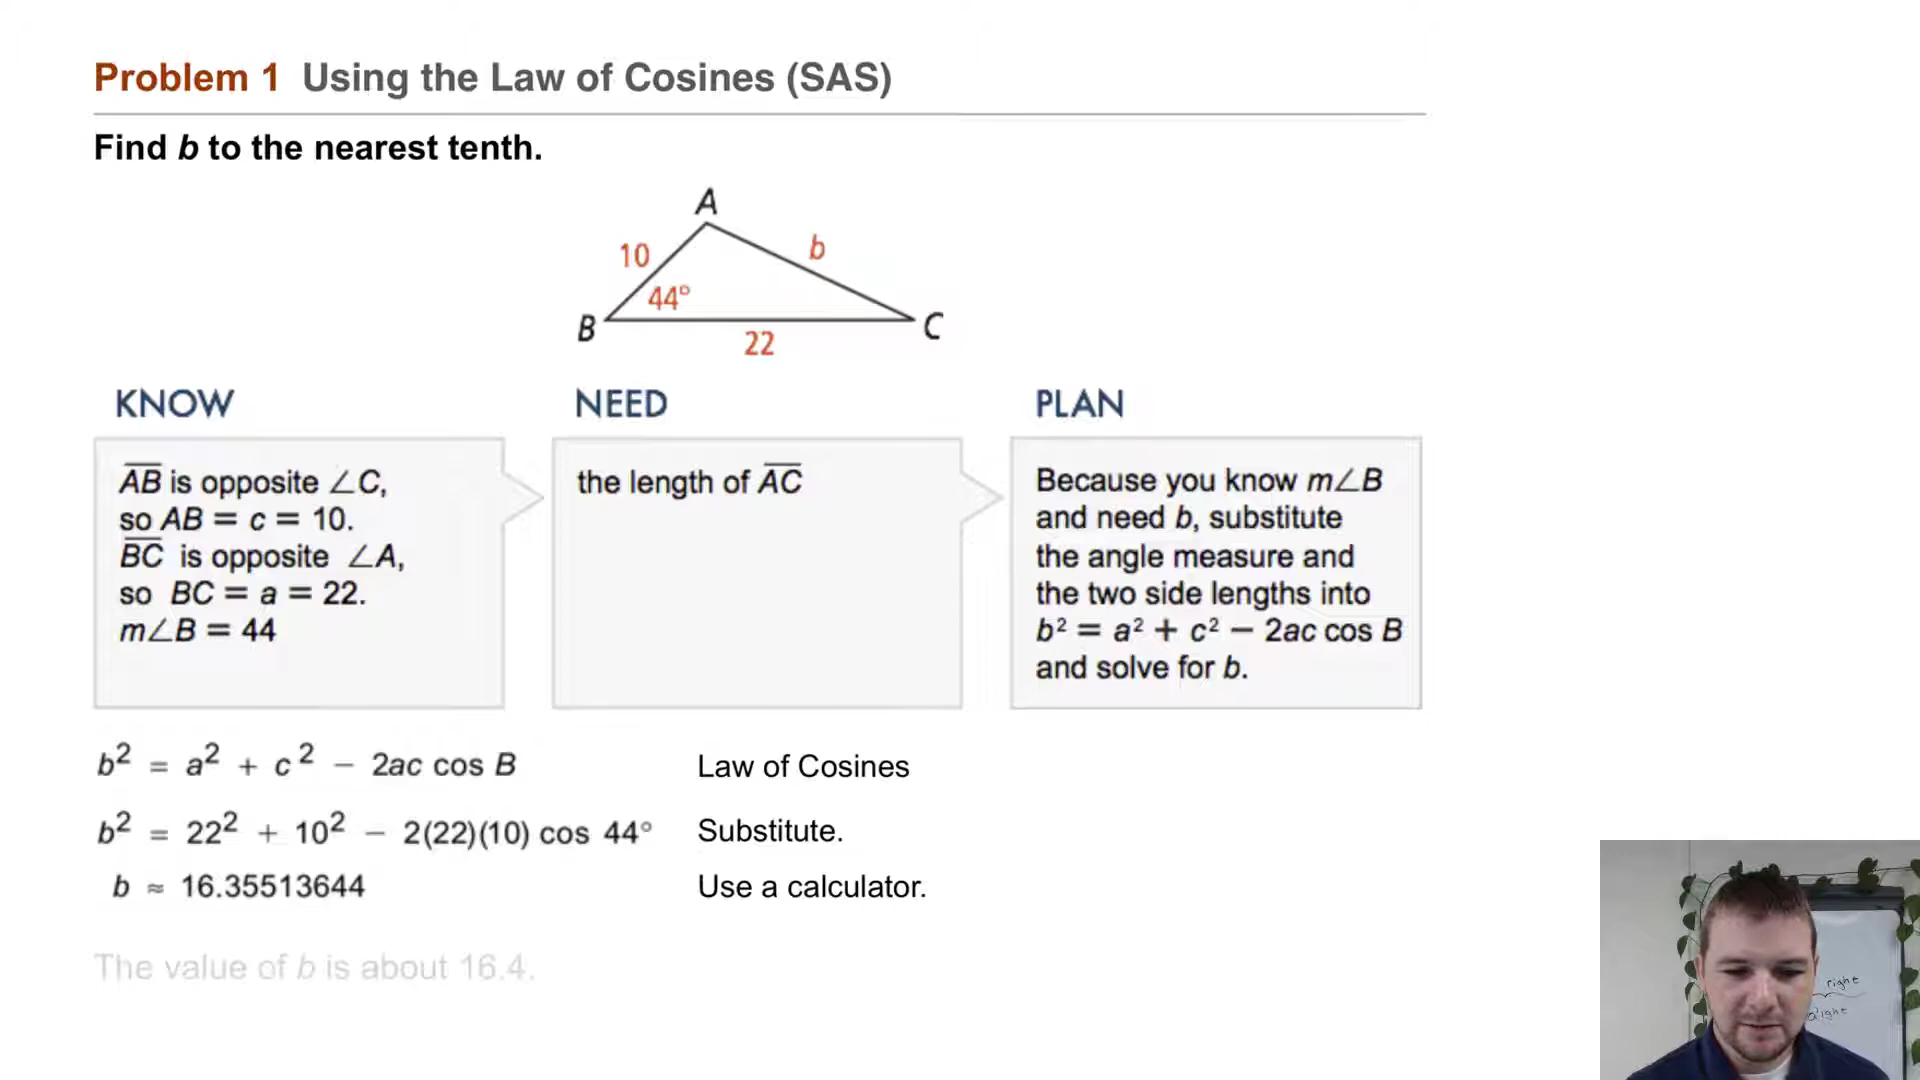 Problem 1 Using the Law of Cosines (SAS)
Find b to the nearest tenth.
A
10
b
44°
B
C
22
KNOW
AB is opposite ∠C,
so AB = c = 10.
BC is opposite ∠A,
so BC = a = 22.
m∠B = 44
NEED
the length of AC
PLAN
Because you know m∠B
and need b, substitute
the angle measure and
the two side lengths into
b² = a² + c² − 2ac cos B
and solve for b.
b² = a² + c² − 2ac cos B
Law of Cosines
b² = 22² + 10² − 2(22)(10) cos 44°
Substitute.
b ≈ 16.35513644
Use a calculator.
The value of b is about 16.4.
right